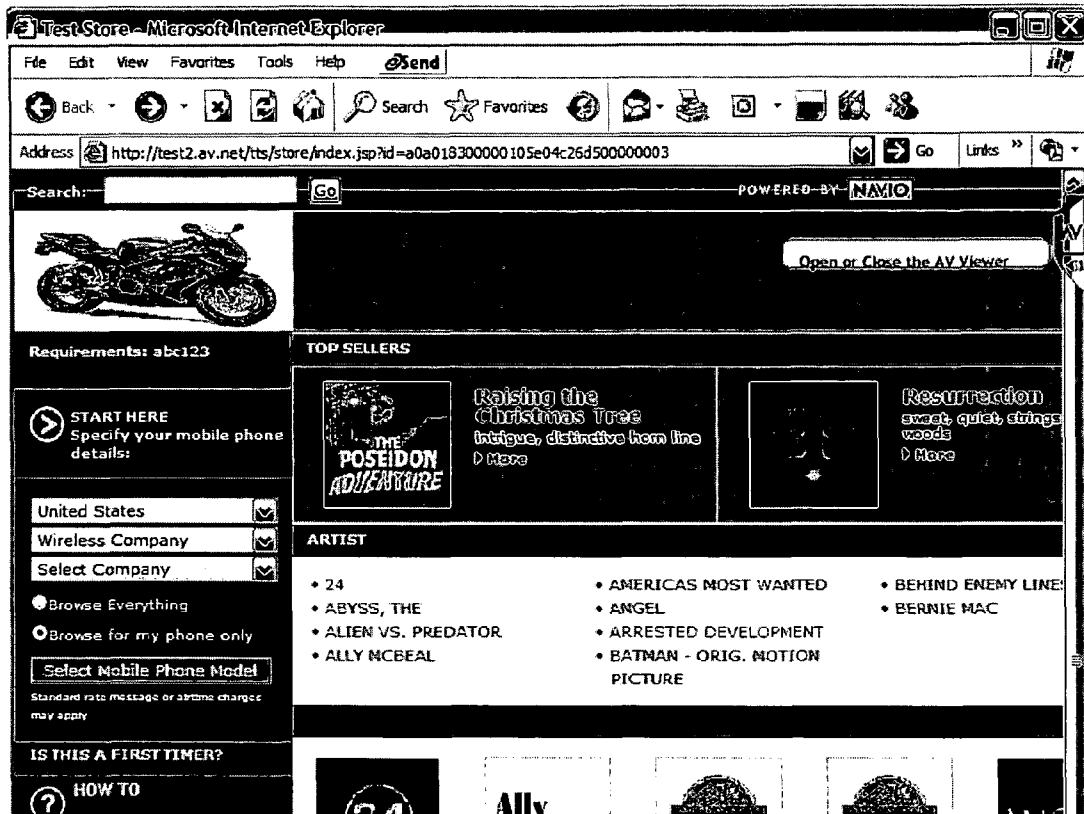 Test Store - Microsoft Internet Explorer
File Edit View Favorites Tools Help eSend
Back Search Favorites
Address http://test2.av.net/tts/store/index.jsp?id=a0a018300000105e04c26d500000003 Go Links »
Search: Go POWERED BY NAVIO
Open or Close the AV Viewer
AV
Requirements: abc123
START HERE
Specify your mobile phone
details:
United States
Wireless Company
Select Company
Browse Everything
Browse for my phone only
Select Mobile Phone Model
Standard rate message or airtime charges
may apply
IS THIS A FIRST TIMER?
HOW TO
TOP SELLERS
THE
POSEIDON
ADVENTURE
Raising the
Christmas Tree
intrigue, distinctive horn line
More
Resurrection
sweet, quiet, strings
woods
More
ARTIST
• 24
• ABYSS, THE
• ALIEN VS. PREDATOR
• ALLY MCBEAL
• AMERICAS MOST WANTED
• ANGEL
• ARRESTED DEVELOPMENT
• BATMAN - ORIG. MOTION
PICTURE
• BEHIND ENEMY LINES
• BERNIE MAC
24
Ally